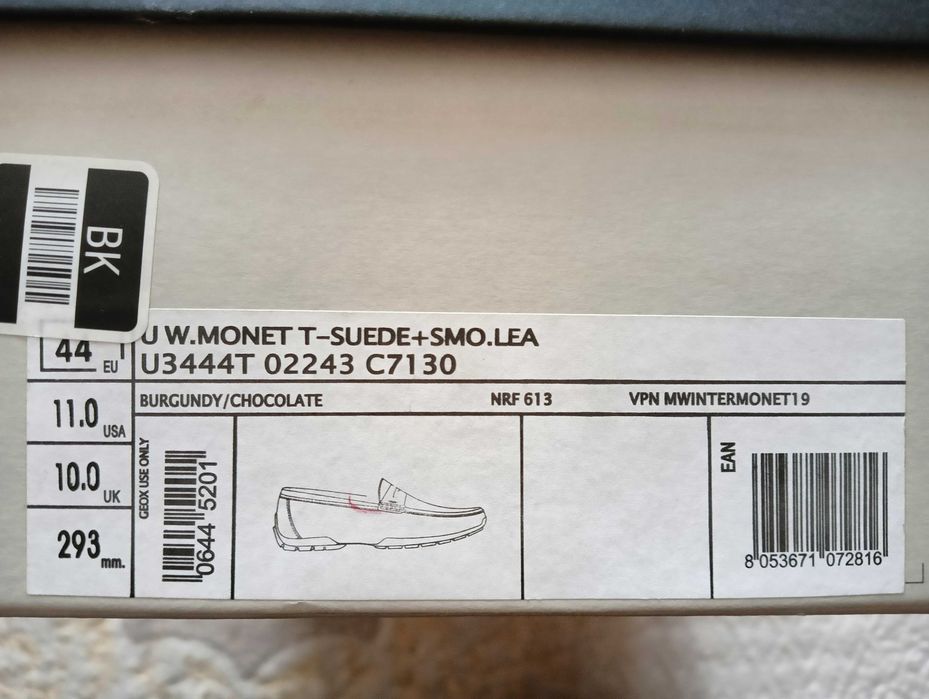 BK
U W.MONET T-SUEDE+SMO.LEA
U3444T 02243 C7130
44 EU
BURGUNDY/CHOCOLATE NRF 613 VPN MWINTERMONET19
11.0 USA
10.0 UK
293 mm.
GEOX USE ONLY
0644 5201
EAN
8 053671 072816